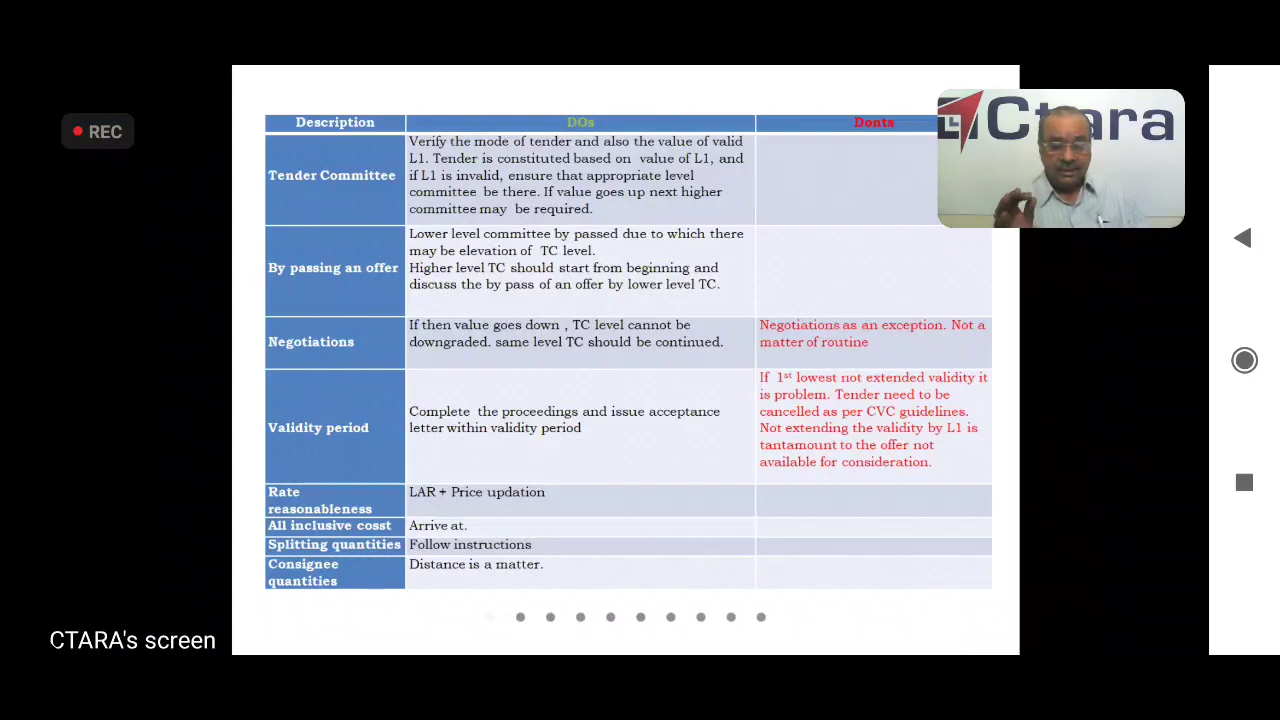 REC
Ctara
Description DOs Donts
Tender Committee
Verify the mode of tender and also the value of valid
L1. Tender is constituted based on value of L1, and
if L1 is invalid, ensure that appropriate level
committee be there. If value goes up next higher
committee may be required.
By passing an offer
Lower level committee by passed due to which there
may be elevation of TC level.
Higher level TC should start from beginning and
discuss the by pass of an offer by lower level TC.
Negotiations
If then value goes down , TC level cannot be
downgraded. same level TC should be continued.
Negotiations as an exception. Not a
matter of routine
Validity period
Complete the proceedings and issue acceptance
letter within validity period
If 1st lowest not extended validity it
is problem. Tender need to be
cancelled as per CVC guidelines.
Not extending the validity by L1 is
tantamount to the offer not
available for consideration.
Rate
reasonableness
LAR + Price updation
All inclusive cosst Arrive at.
Splitting quantities Follow instructions
Consignee
quantities
Distance is a matter.
CTARA's screen